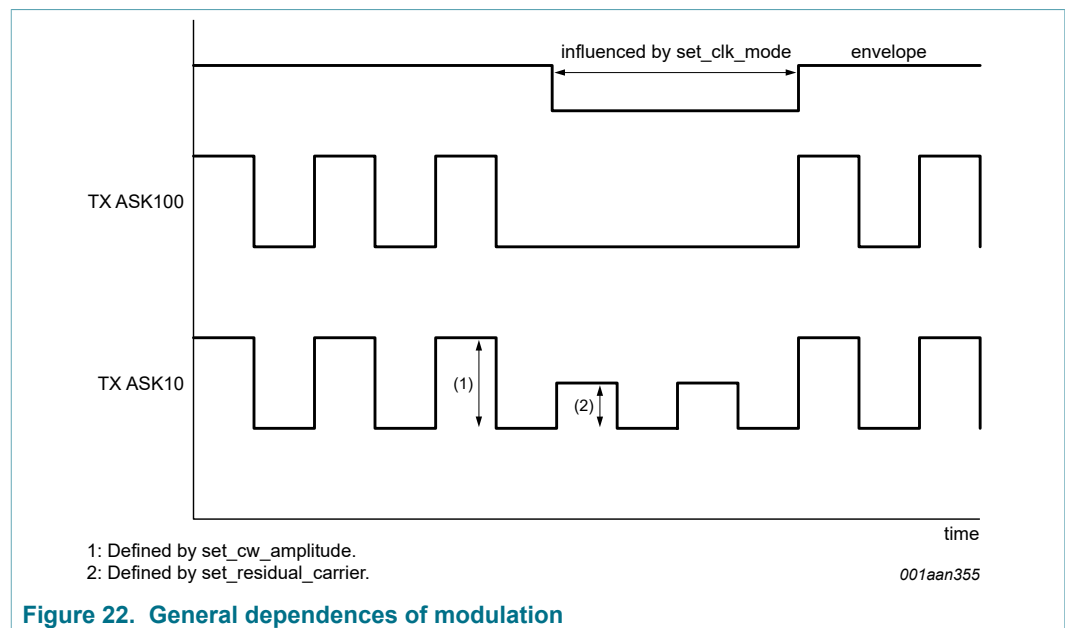 influenced by set_clk_mode
envelope
TX ASK100
TX ASK10
(1)
(2)
time
1: Defined by set_cw_amplitude.
2: Defined by set_residual_carrier.
001aan355
Figure 22. General dependences of modulation